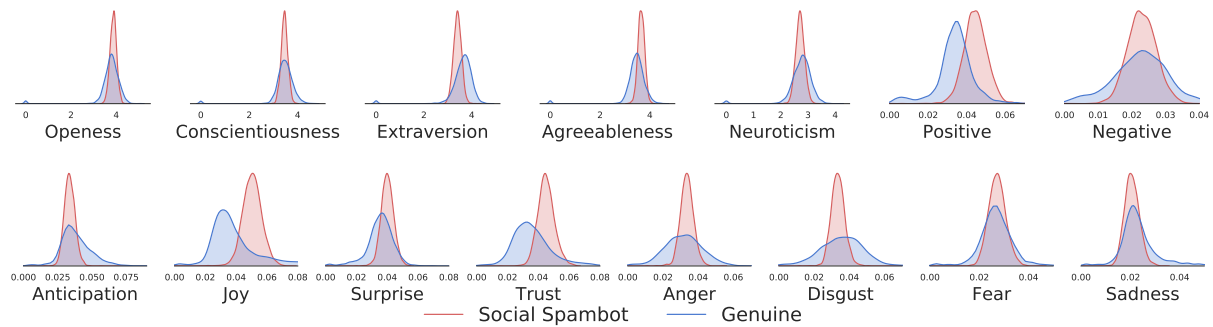 0 2 4
Openess
0 2 4
Conscientiousness
0 2 4
Extraversion
0 2 4
Agreeableness
0 1 2 3 4
Neuroticism
0.00 0.02 0.04 0.06
Positive
0.00 0.01 0.02 0.03 0.04
Negative
0.000 0.025 0.050 0.075
Anticipation
0.00 0.02 0.04 0.06 0.08
Joy
0.00 0.02 0.04 0.06 0.08
Surprise
0.00 0.02 0.04 0.06 0.08
Trust
0.00 0.02 0.04 0.06
Anger
0.00 0.02 0.04 0.06
Disgust
0.00 0.02 0.04
Fear
0.00 0.02 0.04
Sadness
Social Spambot Genuine